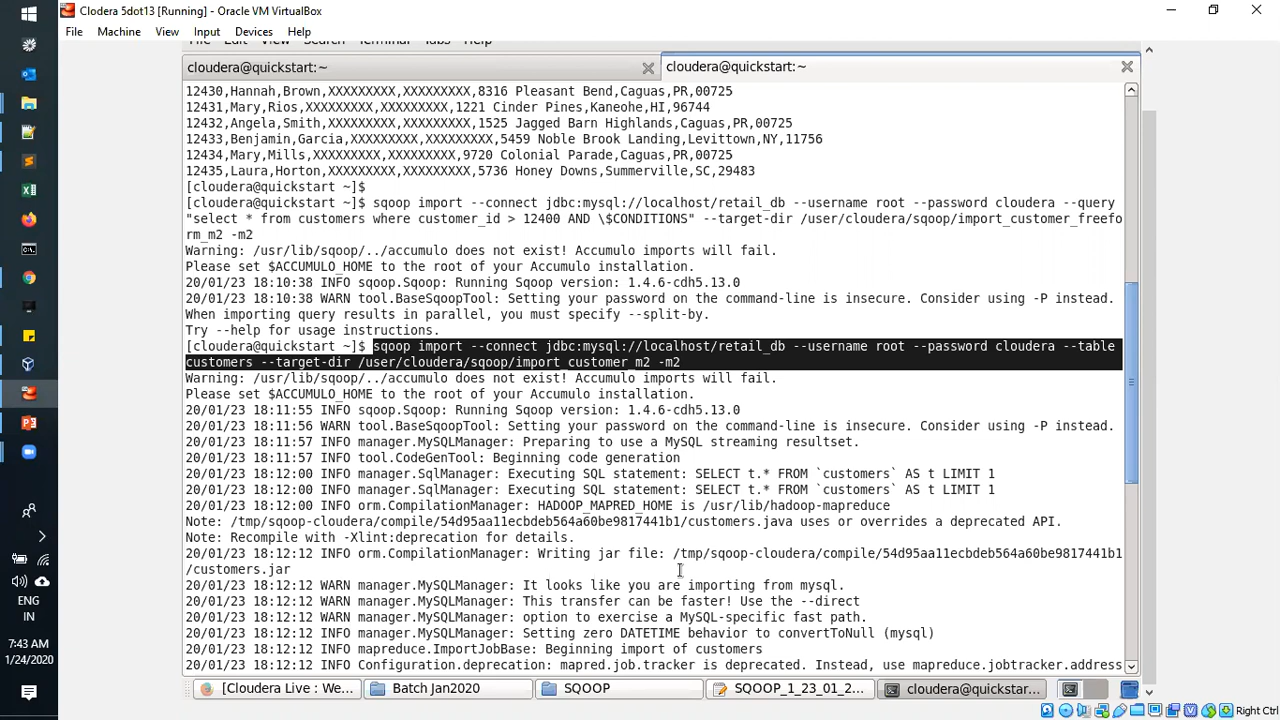 Clodera 5dot13 [Running] - Oracle VM VirtualBox
File Machine View Input Devices Help
File Edit View Search Terminal Tabs Help
cloudera@quickstart:~
cloudera@quickstart:~
12430,Hannah,Brown,XXXXXXXXX,XXXXXXXXX,8316 Pleasant Bend,Caguas,PR,00725
12431,Mary,Rios,XXXXXXXXX,XXXXXXXXX,1221 Cinder Pines,Kaneohe,HI,96744
12432,Angela,Smith,XXXXXXXXX,XXXXXXXXX,1525 Jagged Barn Highlands,Caguas,PR,00725
12433,Benjamin,Garcia,XXXXXXXXX,XXXXXXXXX,5459 Noble Brook Landing,Levittown,NY,11756
12434,Mary,Mills,XXXXXXXXX,XXXXXXXXX,9720 Colonial Parade,Caguas,PR,00725
12435,Laura,Horton,XXXXXXXXX,XXXXXXXXX,5736 Honey Downs,Summerville,SC,29483
[cloudera@quickstart ~]$
[cloudera@quickstart ~]$ sqoop import --connect jdbc:mysql://localhost/retail_db --username root --password cloudera --query
"select * from customers where customer_id > 12400 AND \$CONDITIONS" --target-dir /user/cloudera/sqoop/import_customer_freefo
rm_m2 -m2
Warning: /usr/lib/sqoop/../accumulo does not exist! Accumulo imports will fail.
Please set $ACCUMULO_HOME to the root of your Accumulo installation.
20/01/23 18:10:38 INFO sqoop.Sqoop: Running Sqoop version: 1.4.6-cdh5.13.0
20/01/23 18:10:38 WARN tool.BaseSqoopTool: Setting your password on the command-line is insecure. Consider using -P instead.
When importing query results in parallel, you must specify --split-by.
Try --help for usage instructions.
[cloudera@quickstart ~]$ sqoop import --connect jdbc:mysql://localhost/retail_db --username root --password cloudera --table
customers --target-dir /user/cloudera/sqoop/import_customer_m2 -m2
Warning: /usr/lib/sqoop/../accumulo does not exist! Accumulo imports will fail.
Please set $ACCUMULO_HOME to the root of your Accumulo installation.
20/01/23 18:11:55 INFO sqoop.Sqoop: Running Sqoop version: 1.4.6-cdh5.13.0
20/01/23 18:11:56 WARN tool.BaseSqoopTool: Setting your password on the command-line is insecure. Consider using -P instead.
20/01/23 18:11:57 INFO manager.MySQLManager: Preparing to use a MySQL streaming resultset.
20/01/23 18:11:57 INFO tool.CodeGenTool: Beginning code generation
20/01/23 18:12:00 INFO manager.SqlManager: Executing SQL statement: SELECT t.* FROM `customers` AS t LIMIT 1
20/01/23 18:12:00 INFO manager.SqlManager: Executing SQL statement: SELECT t.* FROM `customers` AS t LIMIT 1
20/01/23 18:12:00 INFO orm.CompilationManager: HADOOP_MAPRED_HOME is /usr/lib/hadoop-mapreduce
Note: /tmp/sqoop-cloudera/compile/54d95aa11ecbdeb564a60be9817441b1/customers.java uses or overrides a deprecated API.
Note: Recompile with -Xlint:deprecation for details.
20/01/23 18:12:12 INFO orm.CompilationManager: Writing jar file: /tmp/sqoop-cloudera/compile/54d95aa11ecbdeb564a60be9817441b1
/customers.jar
20/01/23 18:12:12 WARN manager.MySQLManager: It looks like you are importing from mysql.
20/01/23 18:12:12 WARN manager.MySQLManager: This transfer can be faster! Use the --direct
20/01/23 18:12:12 WARN manager.MySQLManager: option to exercise a MySQL-specific fast path.
20/01/23 18:12:12 INFO manager.MySQLManager: Setting zero DATETIME behavior to convertToNull (mysql)
20/01/23 18:12:12 INFO mapreduce.ImportJobBase: Beginning import of customers
20/01/23 18:12:12 INFO Configuration.deprecation: mapred.job.tracker is deprecated. Instead, use mapreduce.jobtracker.address
ENG
IN
7:43 AM
1/24/2020
[Cloudera Live : We... Batch-Jan2020 SQOOP SQOOP_1_23_01_2... cloudera@quickstar...
Right Ctrl